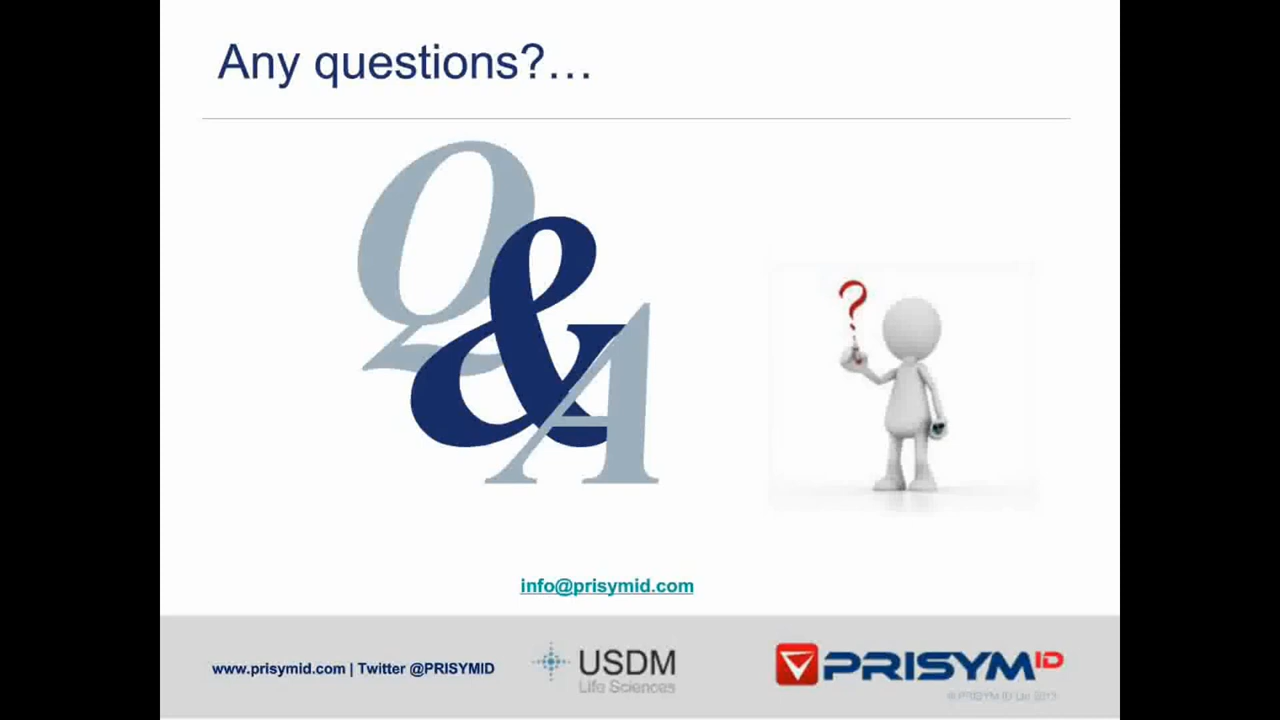 Any questions?...
Q
&
A
?
info@prisymid.com
www.prisymid.com | Twitter @PRISYMID
USDM
Life Sciences
PRISYM ID